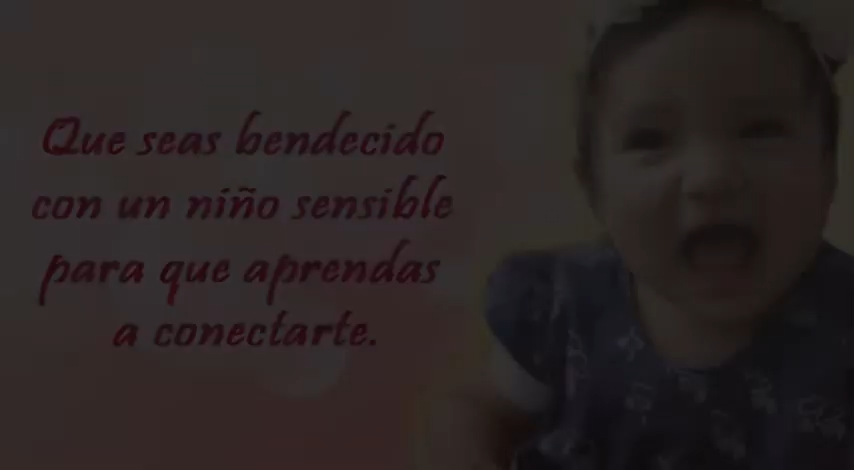 Que seas bendecido
con un niño sensible
para que aprendas
a conectarte.